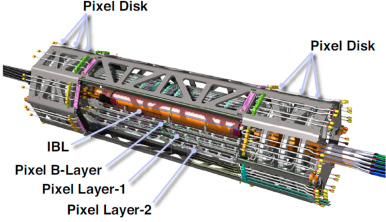 Pixel Disk
Pixel Disk
IBL
Pixel B-Layer
Pixel Layer-1
Pixel Layer-2